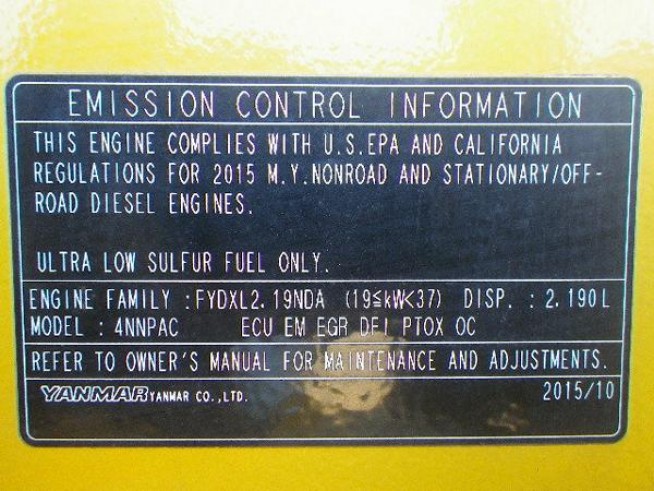 EMISSION CONTROL INFORMATION
THIS ENGINE COMPLIES WITH U.S.EPA AND CALIFORNIA
REGULATIONS FOR 2015 M.Y.NONROAD AND STATIONARY/OFF-
ROAD DIESEL ENGINES.
ULTRA LOW SULFUR FUEL ONLY.
ENGINE FAMILY :FYDXL2.19NDA (19≦kW<37) DISP. : 2.190L
MODEL : 4NNPAC ECU EM EGR DFI PTOX OC
REFER TO OWNER'S MANUAL FOR MAINTENANCE AND ADJUSTMENTS.
YANMAR YANMAR CO.,LTD. 2015/10